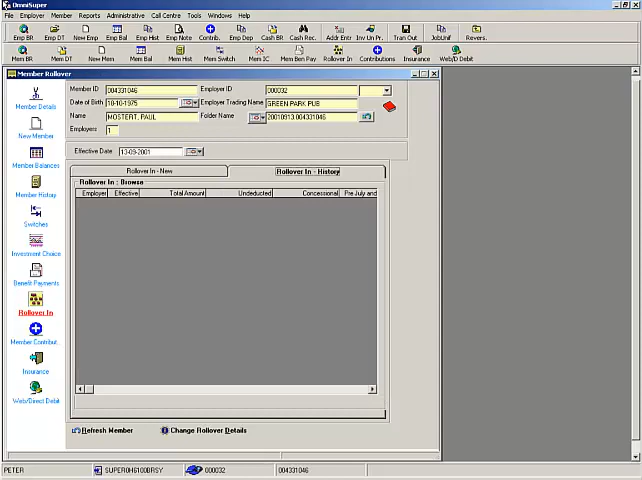 OmniSuper
File Employer Member Reports Administrative Call Centre Tools Windows Help
Emp BR Emp DT New Emp Emp Bal Emp Hist Emp Note Contrib. Emp Dep Cash BR Cash Rec. Addr Entr Inv Un Pr. Tran Out JobUnif Revers.
Mem BR Mem DT New Mem Mem Bal Mem Hist Mem Switch Mem IC Mem Ben Pay Rollover In Contributions Insurance Web/D Debit
Member Rollover
Member Details
New Member
Member Balances
Member History
Switches
Investment Choice
Benefit Payments
Rollover In
Member Contribut..
Insurance
Web/Direct Debit
Member ID 004331046 Employer ID 000032
Date of Birth 10-10-1975 Employer Trading Name GREEN PARK PUB
Name MOSTERT, PAUL Folder Name 20010913.004331046
Employers 1
Effective Date 13-09-2001
Rollover In - New Rollover In - History
Rollover In : Browse
Employer Effective Total Amount Undeducted Concessional Pre July and
Refresh Member Change Rollover Details
PETER SUPER0H6100BRSY 000032 004331046